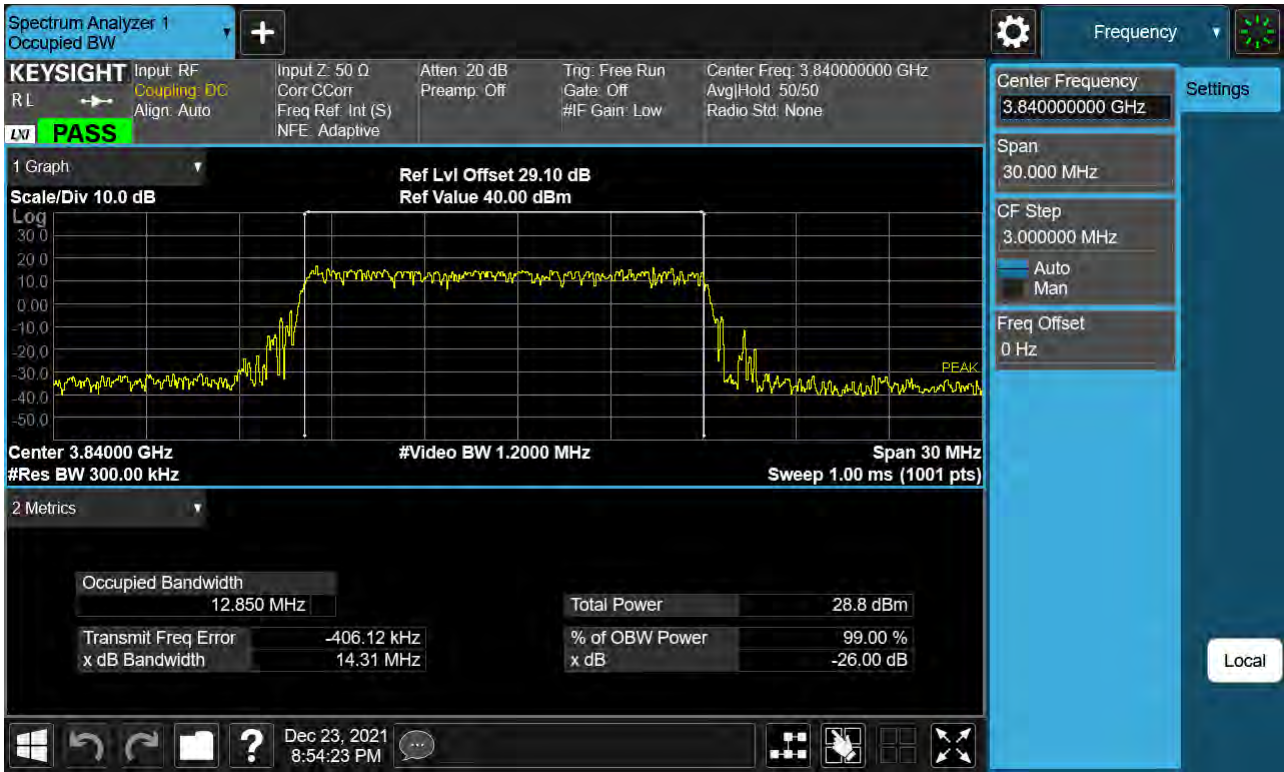 Spectrum Analyzer 1
Occupied BW
+
Frequency
KEYSIGHT
RL
LXI
PASS
Input: RF
Coupling: DC
Align: Auto
Input Z: 50 Ω
Corr CCorr
Freq Ref: Int (S)
NFE: Adaptive
Atten: 20 dB
Preamp: Off
Trig: Free Run
Gate: Off
#IF Gain: Low
Center Freq: 3.840000000 GHz
Avg|Hold: 50/50
Radio Std: None
Center Frequency
3.840000000 GHz
Settings
Span
30.000 MHz
CF Step
3.000000 MHz
Auto
Man
Freq Offset
0 Hz
Local
1 Graph
Scale/Div 10.0 dB
Ref Lvl Offset 29.10 dB
Ref Value 40.00 dBm
Log
30.0
20.0
10.0
0.00
-10.0
-20.0
-30.0
-40.0
-50.0
PEAK
Center 3.84000 GHz
#Video BW 1.2000 MHz
Span 30 MHz
#Res BW 300.00 kHz
Sweep 1.00 ms (1001 pts)
2 Metrics
Occupied Bandwidth
12.850 MHz
Total Power 28.8 dBm
Transmit Freq Error -406.12 kHz
% of OBW Power 99.00 %
x dB Bandwidth 14.31 MHz
x dB -26.00 dB
?
Dec 23, 2021
8:54:23 PM